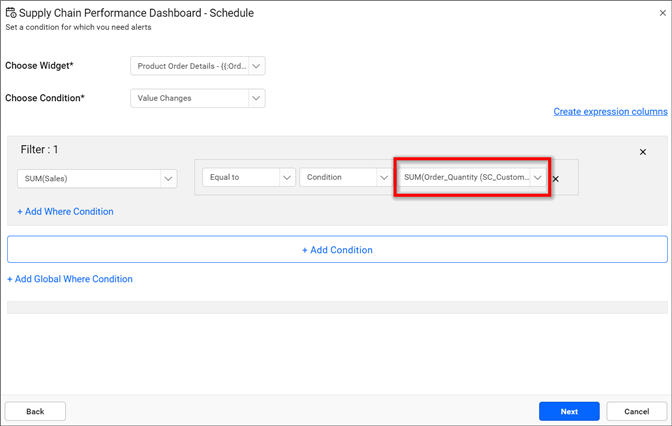 Supply Chain Performance Dashboard - Schedule
Set a condition for which you need alerts
Choose Widget*
Product Order Details - {{:Ord...
Choose Condition*
Value Changes
Create expression columns
Filter : 1
SUM(Sales)
Equal to
Condition
SUM(Order_Quantity (SC_Custom...
+ Add Where Condition
+ Add Condition
+ Add Global Where Condition
Back
Next
Cancel